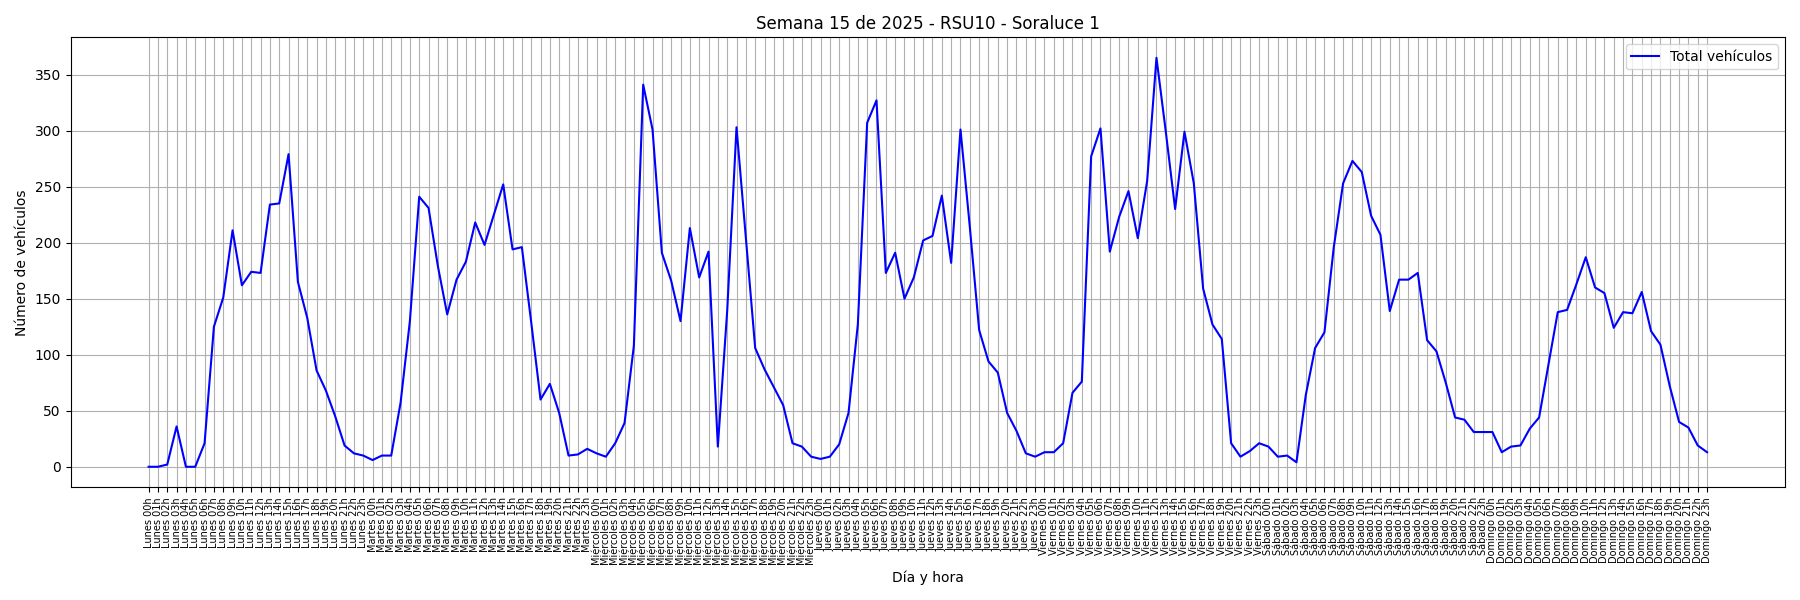 Semana 15 de 2025 - RSU10 - Soraluce 1
Total vehículos
Número de vehículos
350
300
250
200
150
100
50
0
Lunes 00h
Lunes 01h
Lunes 02h
Lunes 03h
Lunes 04h
Lunes 05h
Lunes 06h
Lunes 07h
Lunes 08h
Lunes 09h
Lunes 10h
Lunes 11h
Lunes 12h
Lunes 13h
Lunes 14h
Lunes 15h
Lunes 16h
Lunes 17h
Lunes 18h
Lunes 19h
Lunes 20h
Lunes 21h
Lunes 22h
Lunes 23h
Martes 00h
Martes 01h
Martes 02h
Martes 03h
Martes 04h
Martes 05h
Martes 06h
Martes 07h
Martes 08h
Martes 09h
Martes 10h
Martes 11h
Martes 12h
Martes 13h
Martes 14h
Martes 15h
Martes 16h
Martes 17h
Martes 18h
Martes 19h
Martes 20h
Martes 21h
Martes 22h
Martes 23h
Miércoles 00h
Miércoles 01h
Miércoles 02h
Miércoles 03h
Miércoles 04h
Miércoles 05h
Miércoles 06h
Miércoles 07h
Miércoles 08h
Miércoles 09h
Miércoles 10h
Miércoles 11h
Miércoles 12h
Miércoles 13h
Miércoles 14h
Miércoles 15h
Miércoles 16h
Miércoles 17h
Miércoles 18h
Miércoles 19h
Miércoles 20h
Miércoles 21h
Miércoles 22h
Miércoles 23h
Jueves 00h
Jueves 01h
Jueves 02h
Jueves 03h
Jueves 04h
Jueves 05h
Jueves 06h
Jueves 07h
Jueves 08h
Jueves 09h
Jueves 10h
Jueves 11h
Jueves 12h
Jueves 13h
Jueves 14h
Jueves 15h
Jueves 16h
Jueves 17h
Jueves 18h
Jueves 19h
Jueves 20h
Jueves 21h
Jueves 22h
Jueves 23h
Viernes 00h
Viernes 01h
Viernes 02h
Viernes 03h
Viernes 04h
Viernes 05h
Viernes 06h
Viernes 07h
Viernes 08h
Viernes 09h
Viernes 10h
Viernes 11h
Viernes 12h
Viernes 13h
Viernes 14h
Viernes 15h
Viernes 16h
Viernes 17h
Viernes 18h
Viernes 19h
Viernes 20h
Viernes 21h
Viernes 22h
Viernes 23h
Sábado 00h
Sábado 01h
Sábado 02h
Sábado 03h
Sábado 04h
Sábado 05h
Sábado 06h
Sábado 07h
Sábado 08h
Sábado 09h
Sábado 10h
Sábado 11h
Sábado 12h
Sábado 13h
Sábado 14h
Sábado 15h
Sábado 16h
Sábado 17h
Sábado 18h
Sábado 19h
Sábado 20h
Sábado 21h
Sábado 22h
Sábado 23h
Domingo 00h
Domingo 01h
Domingo 02h
Domingo 03h
Domingo 04h
Domingo 05h
Domingo 06h
Domingo 07h
Domingo 08h
Domingo 09h
Domingo 10h
Domingo 11h
Domingo 12h
Domingo 13h
Domingo 14h
Domingo 15h
Domingo 16h
Domingo 17h
Domingo 18h
Domingo 19h
Domingo 20h
Domingo 21h
Domingo 22h
Domingo 23h
Día y hora